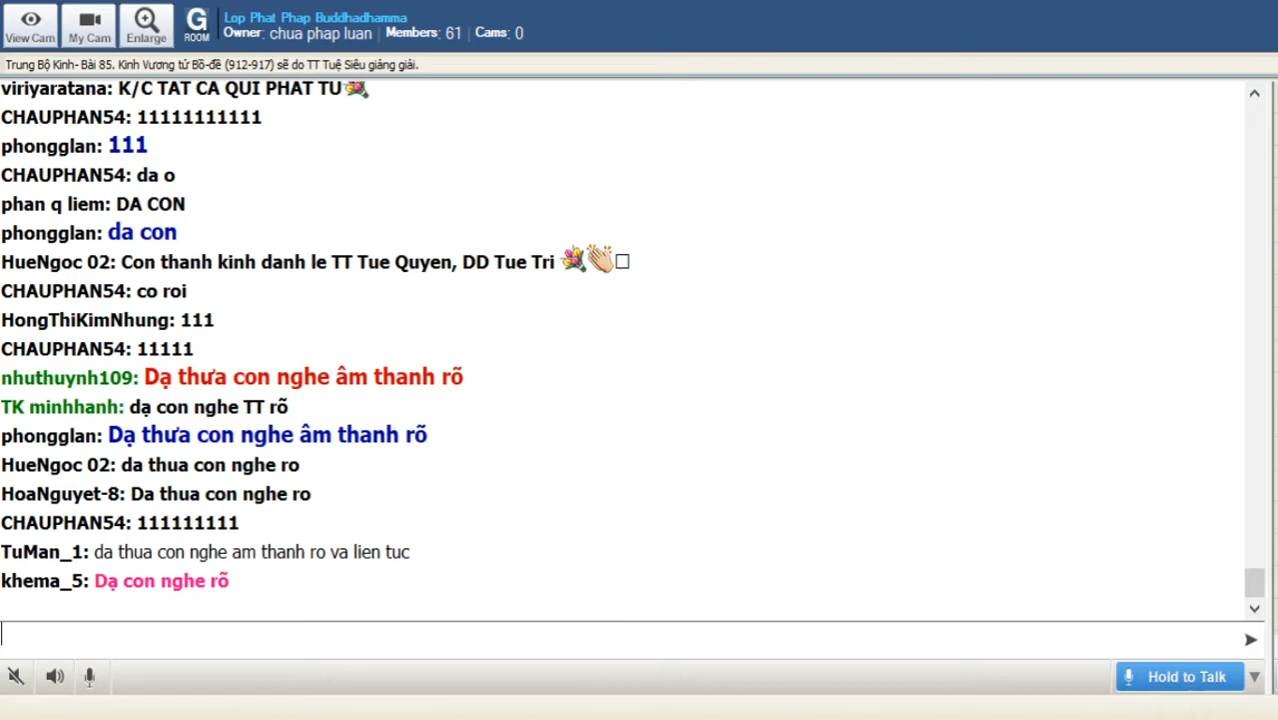 View Cam
My Cam
Enlarge
G
ROOM
Lop Phat Phap Buddhadhamma
Owner: chua phap luan | Members: 61 | Cams: 0
Trung Bộ Kinh- Bài 85. Kinh Vương tử Bồ-đề (912-917) sẽ do TT Tuệ Siêu giảng giải.
viriyaratana: K/C TAT CA QUI PHAT TU
CHAUPHAN54: 11111111111
phongglan: 111
CHAUPHAN54: da o
phan q liem: DA CON
phongglan: da con
HueNgoc 02: Con thanh kinh danh le TT Tue Quyen, DD Tue Tri
CHAUPHAN54: co roi
HongThiKimNhung: 111
CHAUPHAN54: 11111
nhuthuynh109: Dạ thưa con nghe âm thanh rõ
TK minhhanh: dạ con nghe TT rõ
phongglan: Dạ thưa con nghe âm thanh rõ
HueNgoc 02: da thua con nghe ro
HoaNguyet-8: Da thua con nghe ro
CHAUPHAN54: 111111111
TuMan_1: da thua con nghe am thanh ro va lien tuc
khema_5: Dạ con nghe rõ
Hold to Talk